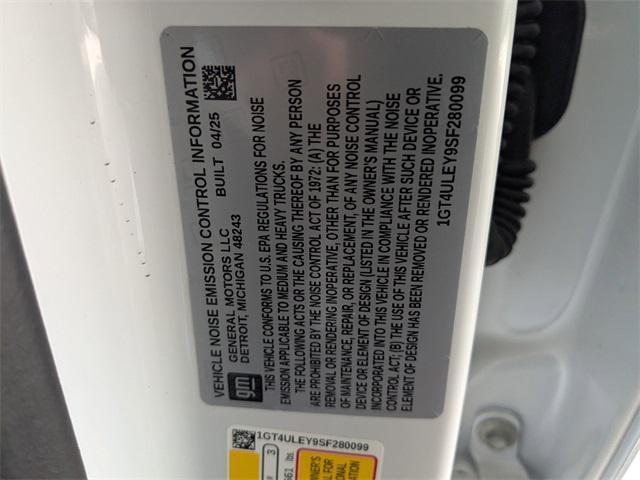 VEHICLE NOISE EMISSION CONTROL INFORMATION
gm
GENERAL MOTORS LLC
DETROIT, MICHIGAN 48243
BUILT 04/25
THIS VEHICLE CONFORMS TO U.S. EPA REGULATIONS FOR NOISE
EMISSION APPLICABLE TO MEDIUM AND HEAVY TRUCKS.
THE FOLLOWING ACTS OR THE CAUSING THEREOF BY ANY PERSON
ARE PROHIBITED BY THE NOISE CONTROL ACT OF 1972: (A) THE
REMOVAL OR RENDERING INOPERATIVE, OTHER THAN FOR PURPOSES
OF MAINTENANCE, REPAIR, OR REPLACEMENT, OF ANY NOISE CONTROL
DEVICE OR ELEMENT OF DESIGN (LISTED IN THE OWNER'S MANUAL)
INCORPORATED INTO THIS VEHICLE IN COMPLIANCE WITH THE NOISE
CONTROL ACT; (B) THE USE OF THIS VEHICLE AFTER SUCH DEVICE OR
ELEMENT OF DESIGN HAS BEEN REMOVED OR RENDERED INOPERATIVE.
1GT4ULEY9SF280099
1GT4ULEY9SF280099
3
lbs.